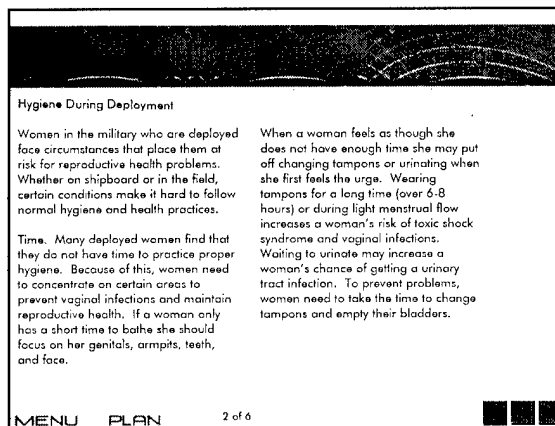 Hygiene During Deployment
Women in the military who are deployed
face circumstances that place them at
risk for reproductive health problems.
Whether on shipboard or in the field,
certain conditions make it hard to follow
normal hygiene and health practices.
Time. Many deployed women find that
they do not have time to practice proper
hygiene. Because of this, women need
to concentrate on certain areas to
prevent vaginal infections and maintain
reproductive health. If a woman only
has a short time to bathe she should
focus on her genitals, armpits, teeth,
and face.
When a woman feels as though she
does not have enough time she may put
off changing tampons or urinating when
she first feels the urge. Wearing
tampons for a long time (over 6-8
hours) or during light menstrual flow
increases a woman's risk of toxic shock
syndrome and vaginal infections.
Waiting to urinate may increase a
woman's chance of getting a urinary
tract infection. To prevent problems,
women need to take the time to change
tampons and empty their bladders.
MENU PLAN 2 of 6